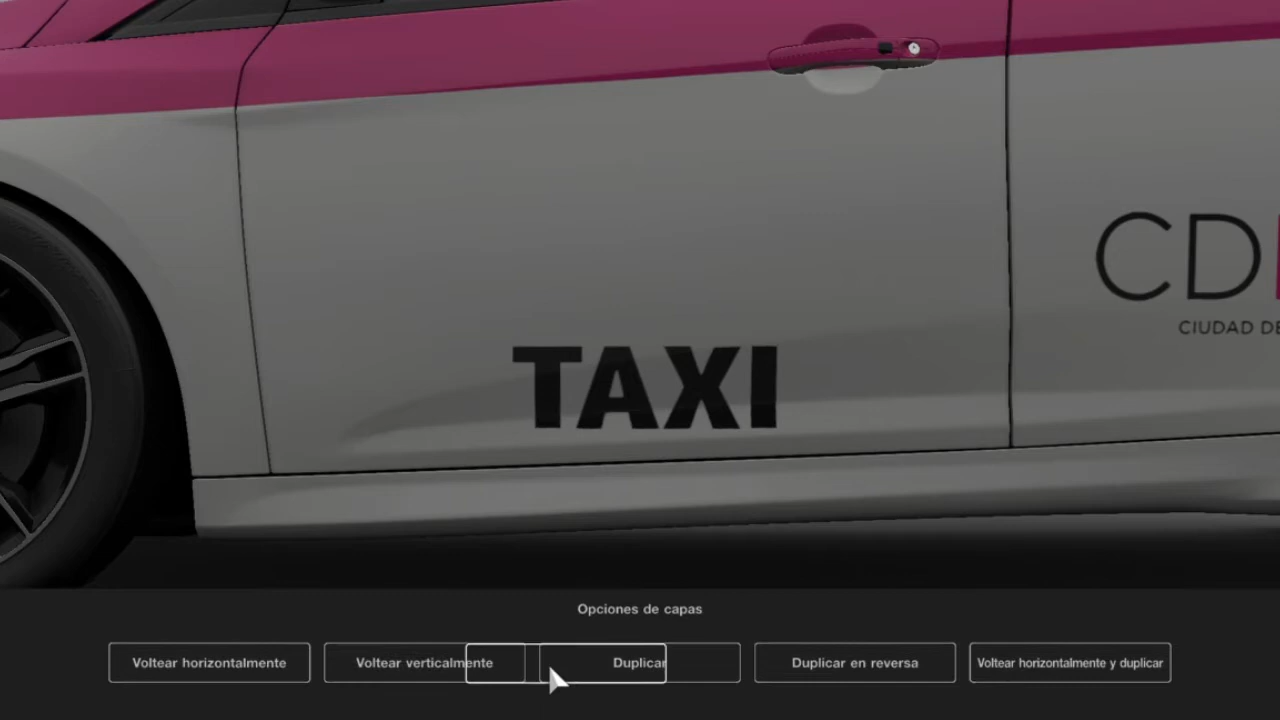 CD
CIUDAD DE
TAXI
Opciones de capas
Voltear horizontalmente
Voltear verticalmente
Duplicar
Duplicar en reversa
Voltear horizontalmente y duplicar